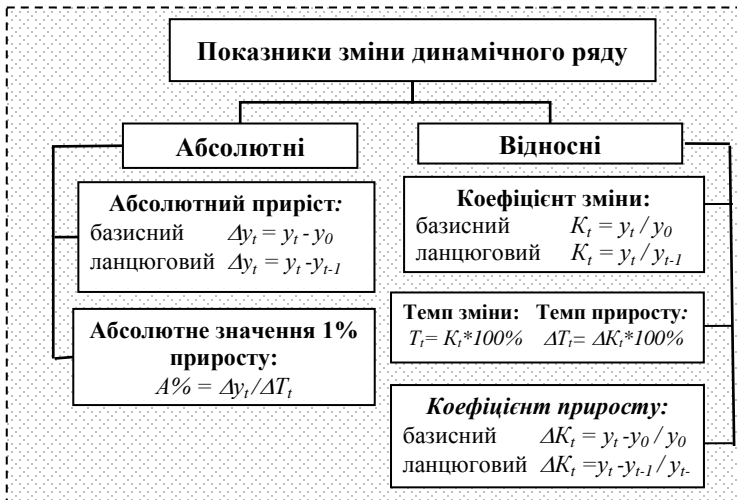 Показники зміни динамічного ряду
Абсолютні
Відносні
Абсолютний приріст:
базисний Δyₜ = yₜ - y₀
ланцюговий Δyₜ = yₜ -yₜ₋₁
Абсолютне значення 1%
приросту:
A% = Δyₜ/ΔTₜ
Коефіцієнт зміни:
базисний Kₜ = yₜ / y₀
ланцюговий Kₜ = yₜ / yₜ₋₁
Темп зміни: Темп приросту:
Tₜ= Kₜ*100% ΔTₜ= ΔKₜ*100%
Коефіцієнт приросту:
базисний ΔKₜ = yₜ -y₀ / y₀
ланцюговий ΔKₜ =yₜ -yₜ₋₁ / yₜ₋